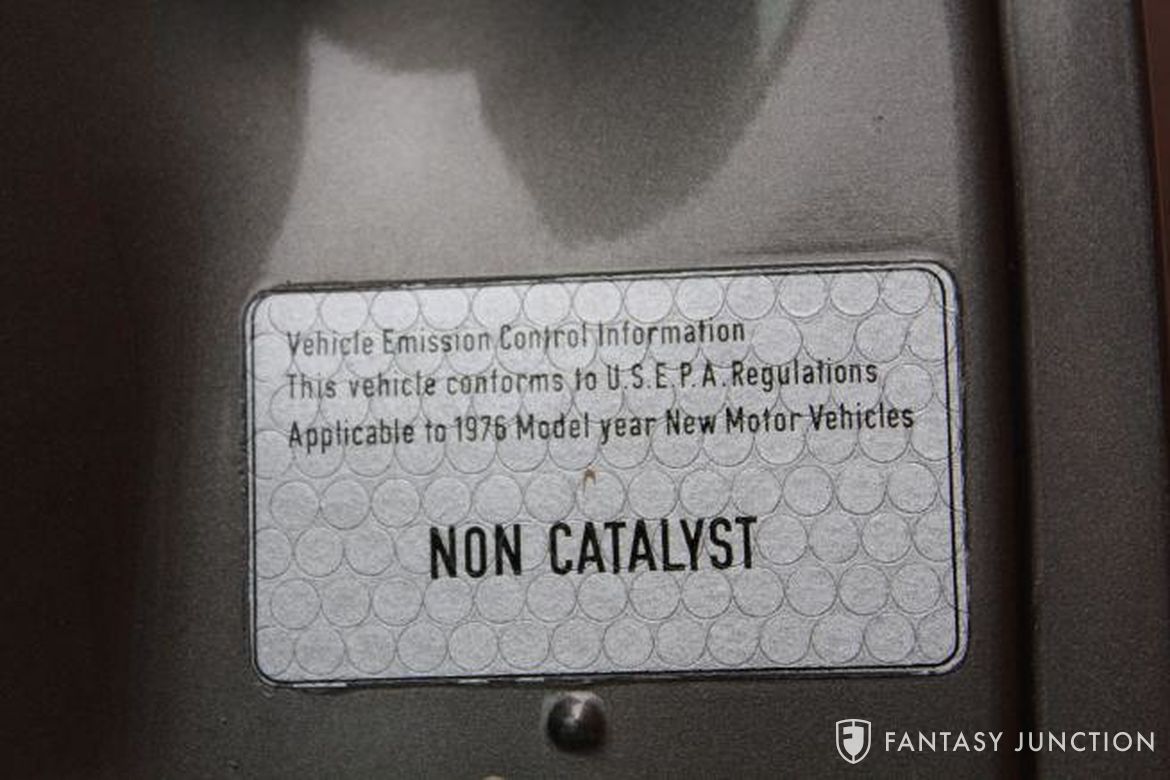 Vehicle Emission Control Information
This vehicle conforms to U.S.E.P.A. Regulations
Applicable to 1976 Model year New Motor Vehicles
NON CATALYST
FANTASY JUNCTION